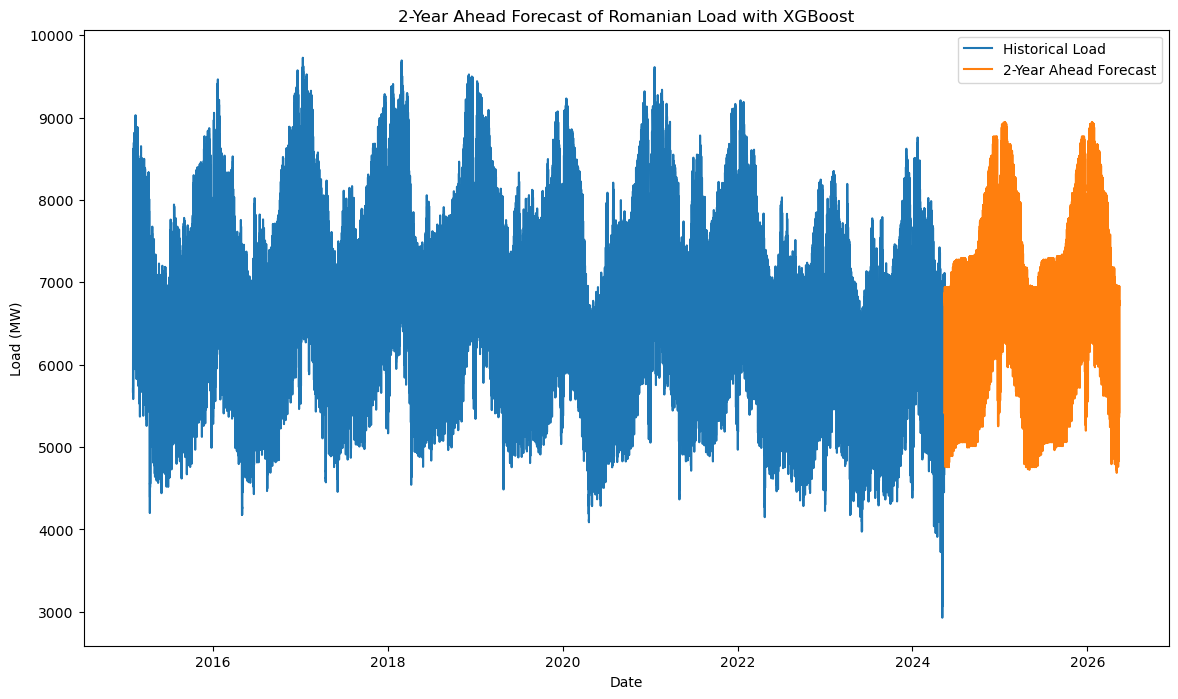 2-Year Ahead Forecast of Romanian Load with XGBoost
Historical Load
2-Year Ahead Forecast
Load (MW)
10000
9000
8000
7000
6000
5000
4000
3000
2016
2018
2020
2022
2024
2026
Date